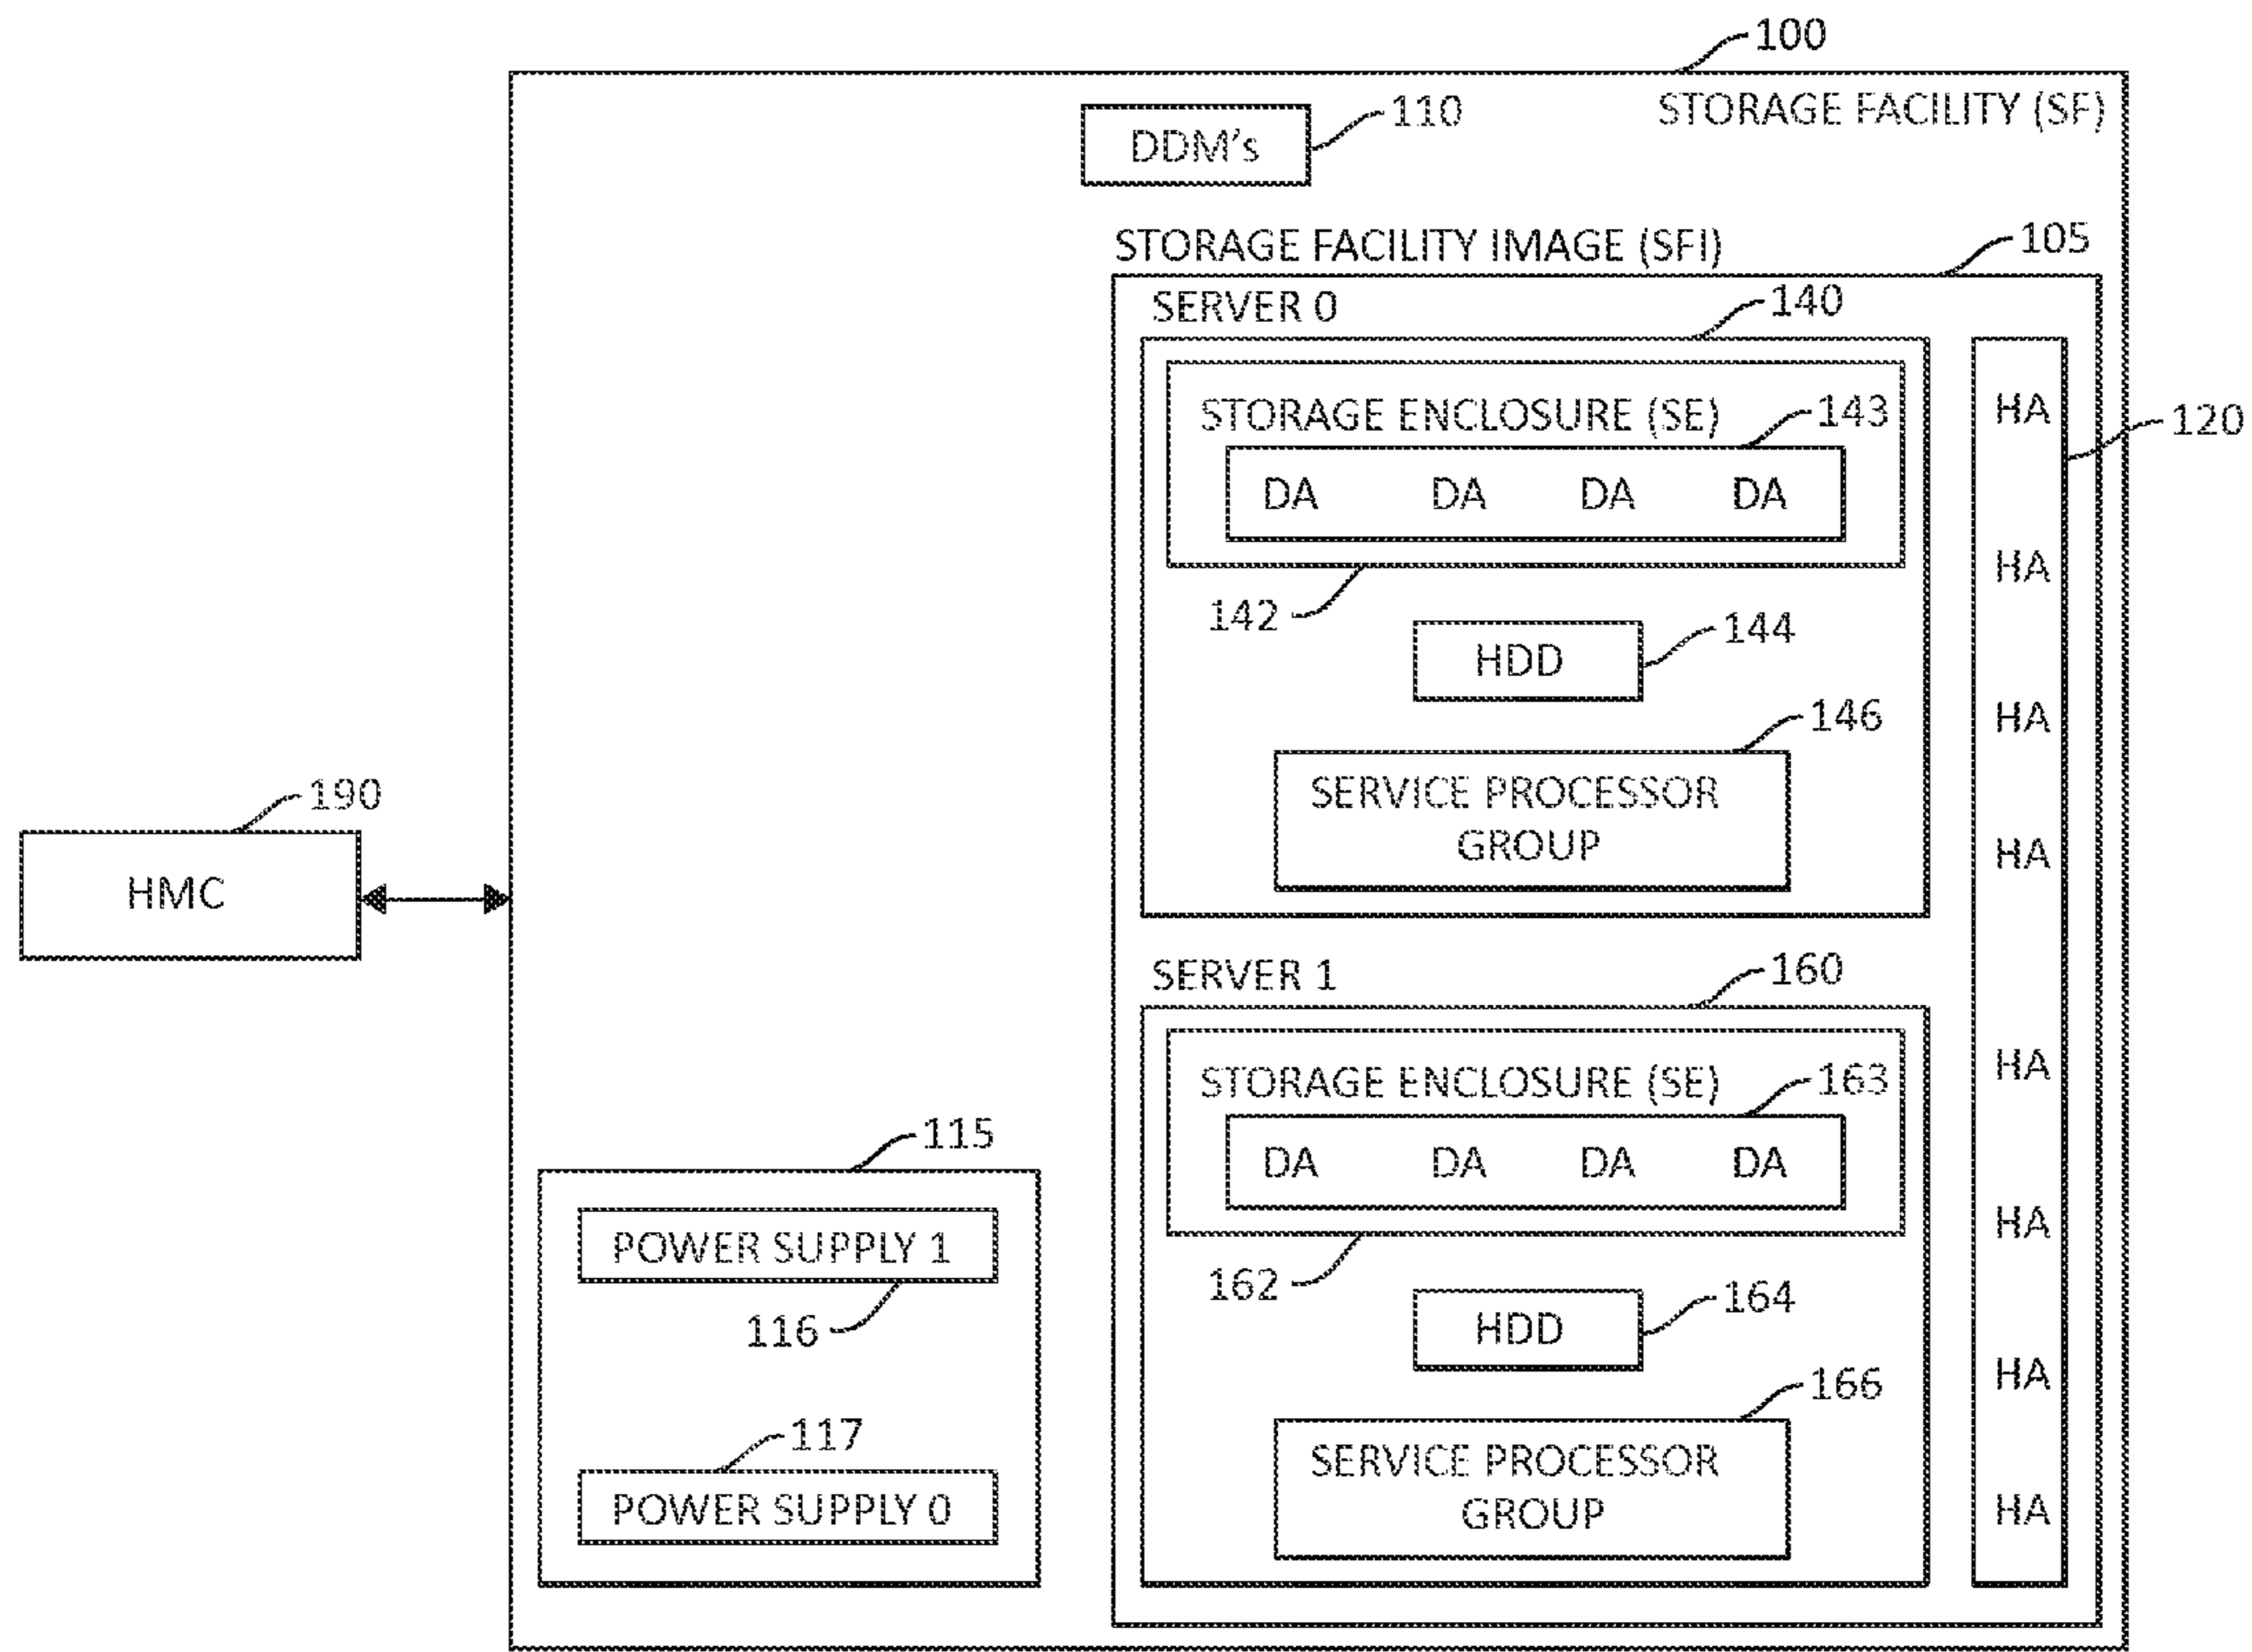 100
STORAGE FACILITY (SF)
DDM's
110
STORAGE FACILITY IMAGE (SFI)
105
SERVER 0
140
STORAGE ENCLOSURE (SE)
143
DA DA DA DA
142
HDD
144
146
SERVICE PROCESSOR
GROUP
HA
120
HA
HA
HA
HA
HA
HA
HA
190
HMC
SERVER 1
160
STORAGE ENCLOSURE (SE)
163
DA DA DA DA
162
HDD
164
166
SERVICE PROCESSOR
GROUP
115
POWER SUPPLY 1
116
117
POWER SUPPLY 0